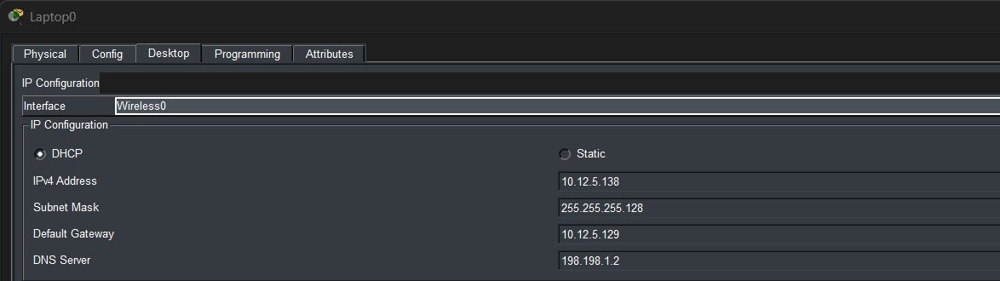 Laptop0
Physical Config Desktop Programming Attributes
IP Configuration
Interface Wireless0
IP Configuration
DHCP Static
IPv4 Address 10.12.5.138
Subnet Mask 255.255.255.128
Default Gateway 10.12.5.129
DNS Server 198.198.1.2